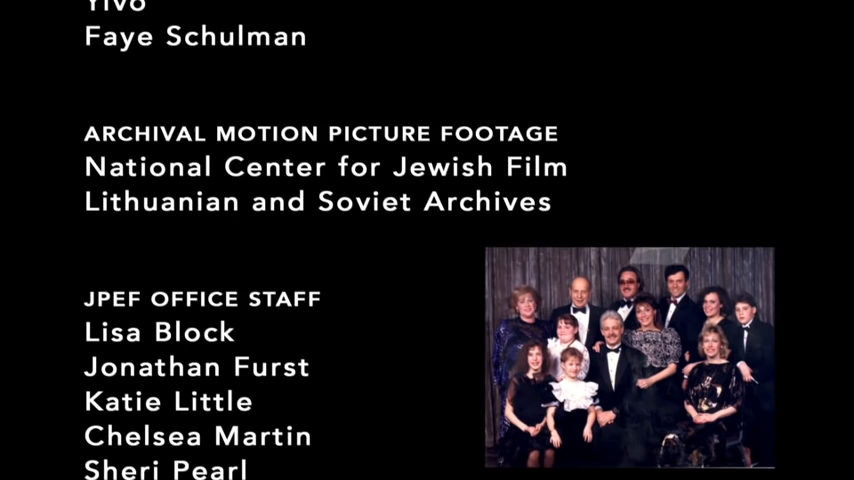 Yivo
Faye Schulman
ARCHIVAL MOTION PICTURE FOOTAGE
National Center for Jewish Film
Lithuanian and Soviet Archives
JPEF OFFICE STAFF
Lisa Block
Jonathan Furst
Katie Little
Chelsea Martin
Sheri Pearl